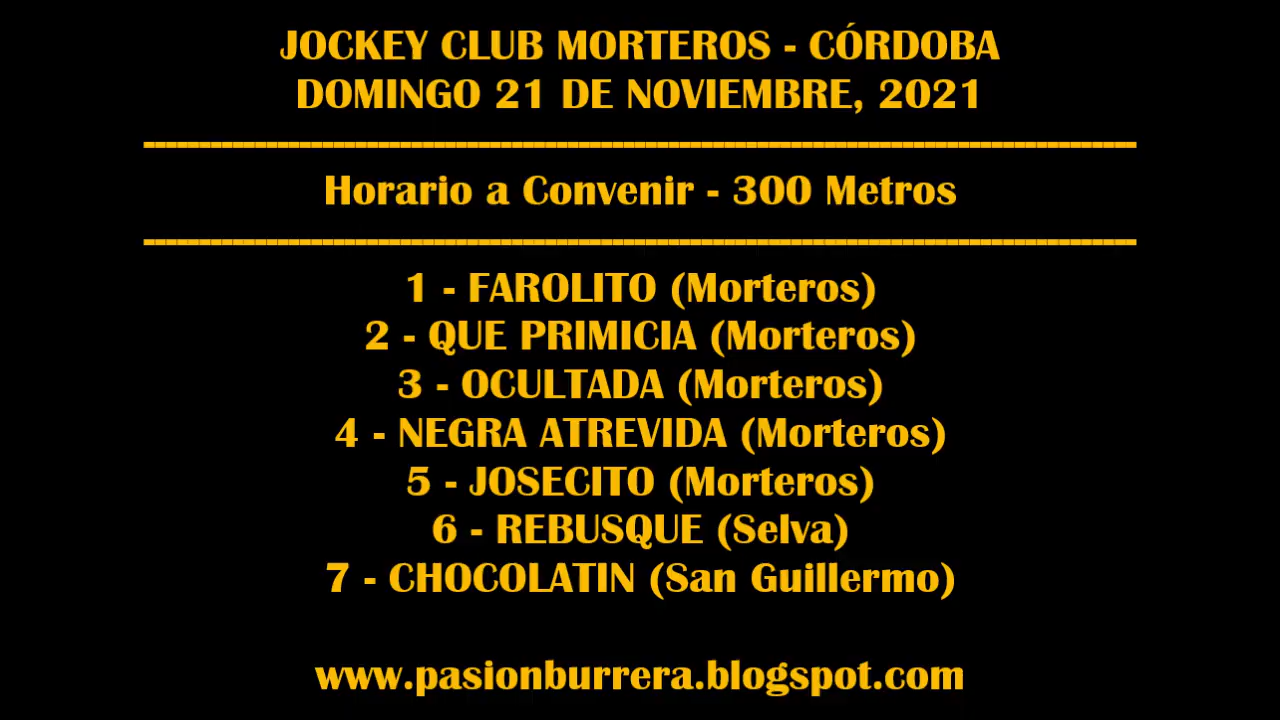 JOCKEY CLUB MORTEROS - CÓRDOBA
DOMINGO 21 DE NOVIEMBRE, 2021
Horario a Convenir - 300 Metros
1 - FAROLITO (Morteros)
2 - QUE PRIMICIA (Morteros)
3 - OCULTADA (Morteros)
4 - NEGRA ATREVIDA (Morteros)
5 - JOSECITO (Morteros)
6 - REBUSQUE (Selva)
7 - CHOCOLATIN (San Guillermo)
www.pasionburrera.blogspot.com